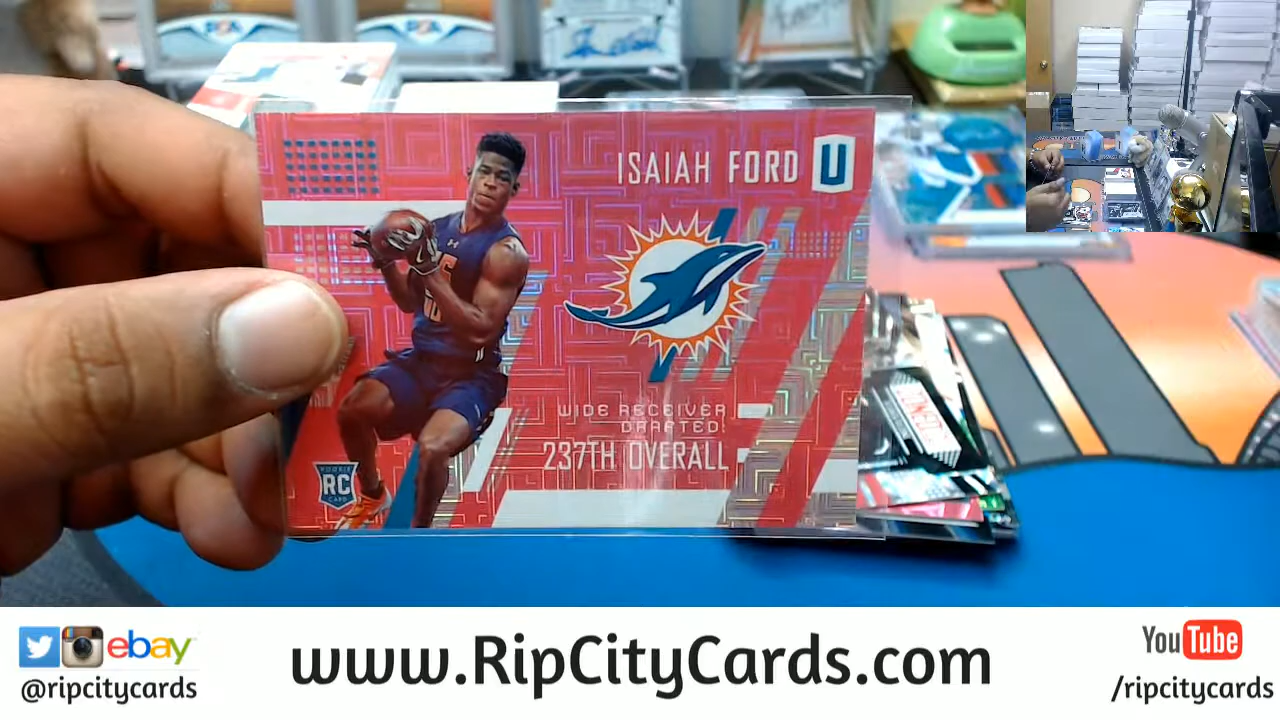 ISAIAH FORD U
WIDE RECEIVER
DRAFTED:
237TH OVERALL
ROOKIE
RC
CARD
ebay
@ripcitycards
www.RipCityCards.com
YouTube
/ripcitycards